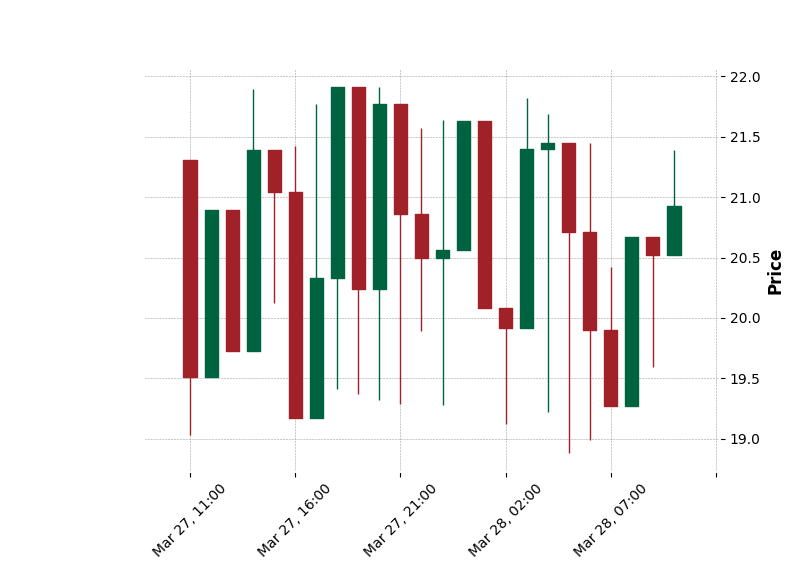 22.0
21.5
21.0
20.5
20.0
19.5
19.0
Price
Mar 27, 11:00
Mar 27, 16:00
Mar 27, 21:00
Mar 28, 02:00
Mar 28, 07:00